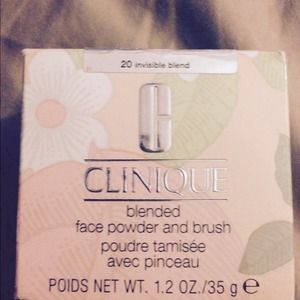 20 invisible blend
CLINIQUE
blended
face powder and brush
poudre tamisée
avec pinceau
POIDS NET WT. 1.2 OZ./35 g ℮